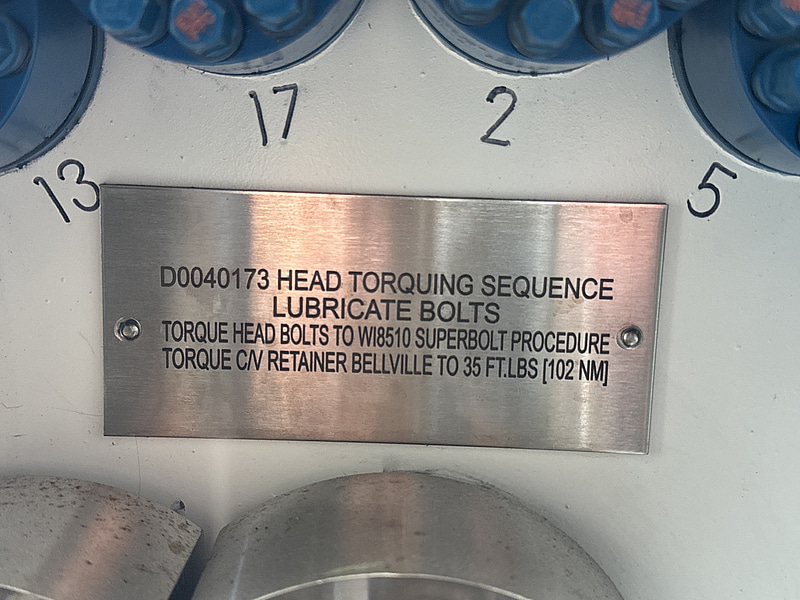 17
2
13
5
D0040173 HEAD TORQUING SEQUENCE
LUBRICATE BOLTS
TORQUE HEAD BOLTS TO WI8510 SUPERBOLT PROCEDURE
TORQUE C/V RETAINER BELLVILLE TO 35 FT.LBS [102 NM]